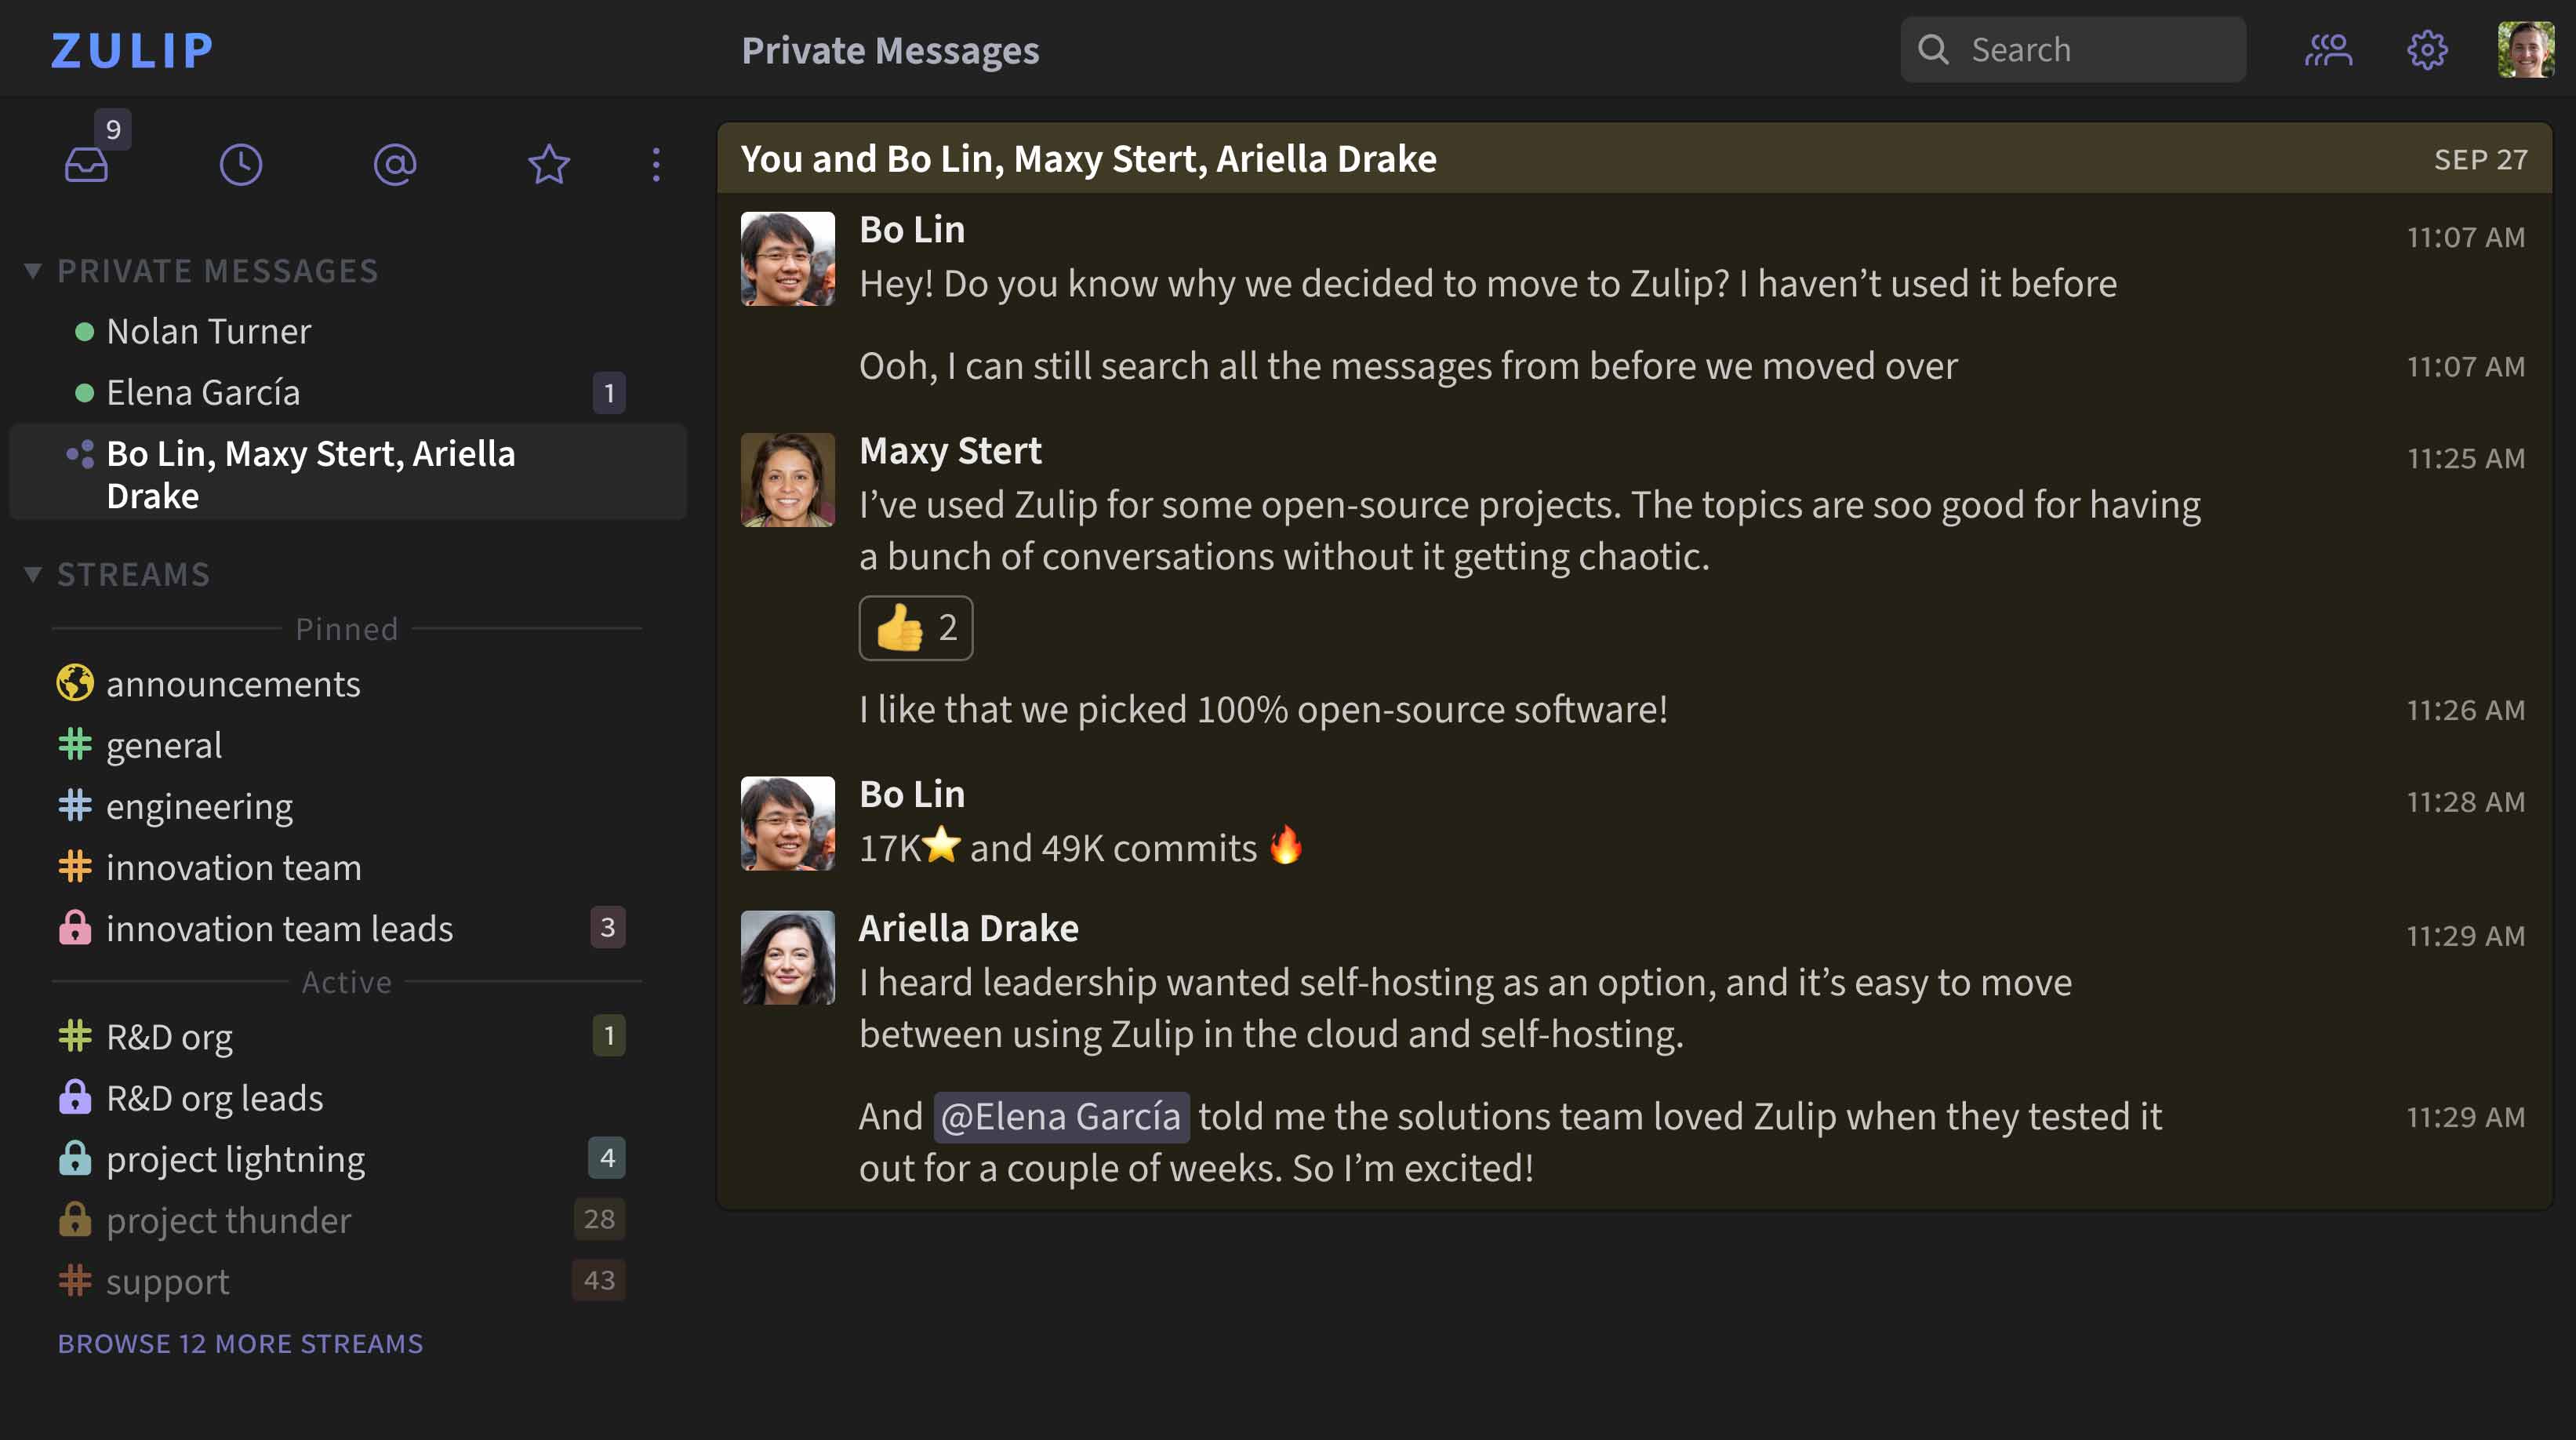 ZULIP
Private Messages
Search
9
PRIVATE MESSAGES
Nolan Turner
Elena García 1
Bo Lin, Maxy Stert, Ariella
Drake
STREAMS
Pinned
announcements
general
engineering
innovation team
innovation team leads 3
Active
R&D org 1
R&D org leads
project lightning 4
project thunder 28
support 43
BROWSE 12 MORE STREAMS
You and Bo Lin, Maxy Stert, Ariella Drake SEP 27
Bo Lin 11:07 AM
Hey! Do you know why we decided to move to Zulip? I haven’t used it before
Ooh, I can still search all the messages from before we moved over 11:07 AM
Maxy Stert 11:25 AM
I’ve used Zulip for some open-source projects. The topics are soo good for having
a bunch of conversations without it getting chaotic.
👍 2
I like that we picked 100% open-source software! 11:26 AM
Bo Lin 11:28 AM
17K⭐ and 49K commits 🔥
Ariella Drake 11:29 AM
I heard leadership wanted self-hosting as an option, and it’s easy to move
between using Zulip in the cloud and self-hosting.
And @Elena García told me the solutions team loved Zulip when they tested it 11:29 AM
out for a couple of weeks. So I’m excited!